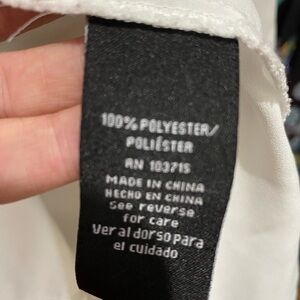 100% POLYESTER/
POLIÉSTER
RN 103715
MADE IN CHINA
HECHO EN CHINA
See reverse
for care
Ver al dorso para
el cuidado